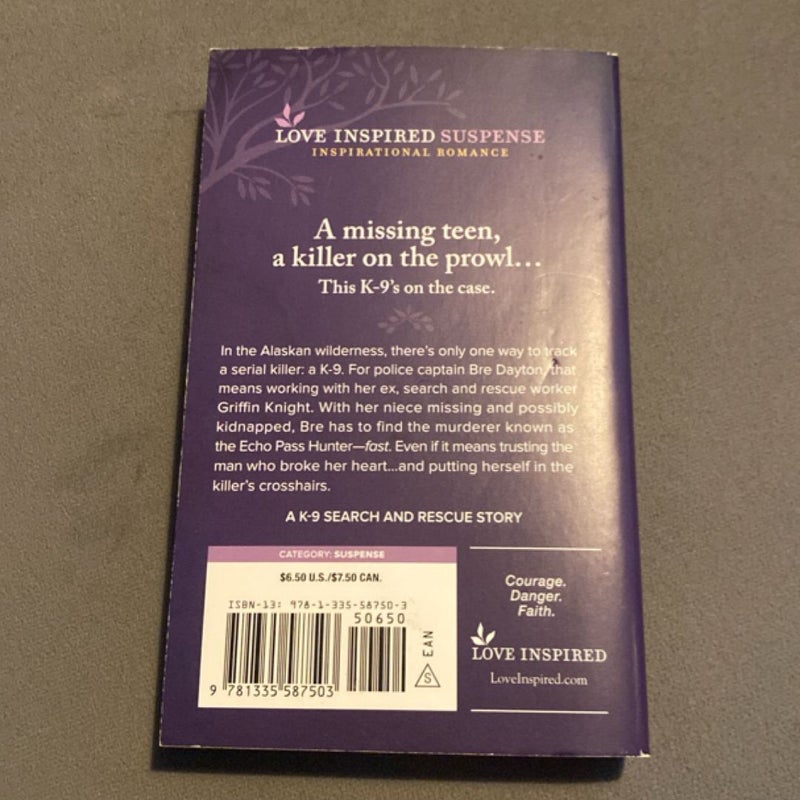 LOVE INSPIRED SUSPENSE
INSPIRATIONAL ROMANCE
A missing teen,
a killer on the prowl...
This K-9's on the case.
In the Alaskan wilderness, there's only one way to track
a serial killer: a K-9. For police captain Bre Dayton, that
means working with her ex, search and rescue worker
Griffin Knight. With her niece missing and possibly
kidnapped, Bre has to find the murderer known as
the Echo Pass Hunter—fast. Even if it means trusting the
man who broke her heart...and putting herself in the
killer's crosshairs.
A K-9 SEARCH AND RESCUE STORY
CATEGORY: SUSPENSE
$6.50 U.S./$7.50 CAN.
ISBN-13: 978-1-335-58750-3
50650
EAN
S
9 781335 587503
Courage.
Danger.
Faith.
LOVE INSPIRED
LoveInspired.com